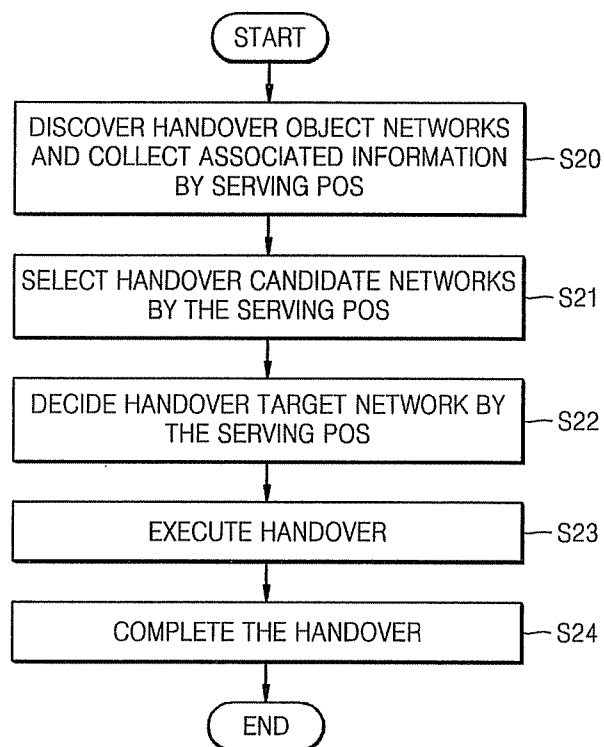 START
DISCOVER HANDOVER OBJECT NETWORKS
AND COLLECT ASSOCIATED INFORMATION
BY SERVING POS
S20
SELECT HANDOVER CANDIDATE NETWORKS
BY THE SERVING POS
S21
DECIDE HANDOVER TARGET NETWORK BY
THE SERVING POS
S22
EXECUTE HANDOVER
S23
COMPLETE THE HANDOVER
S24
END